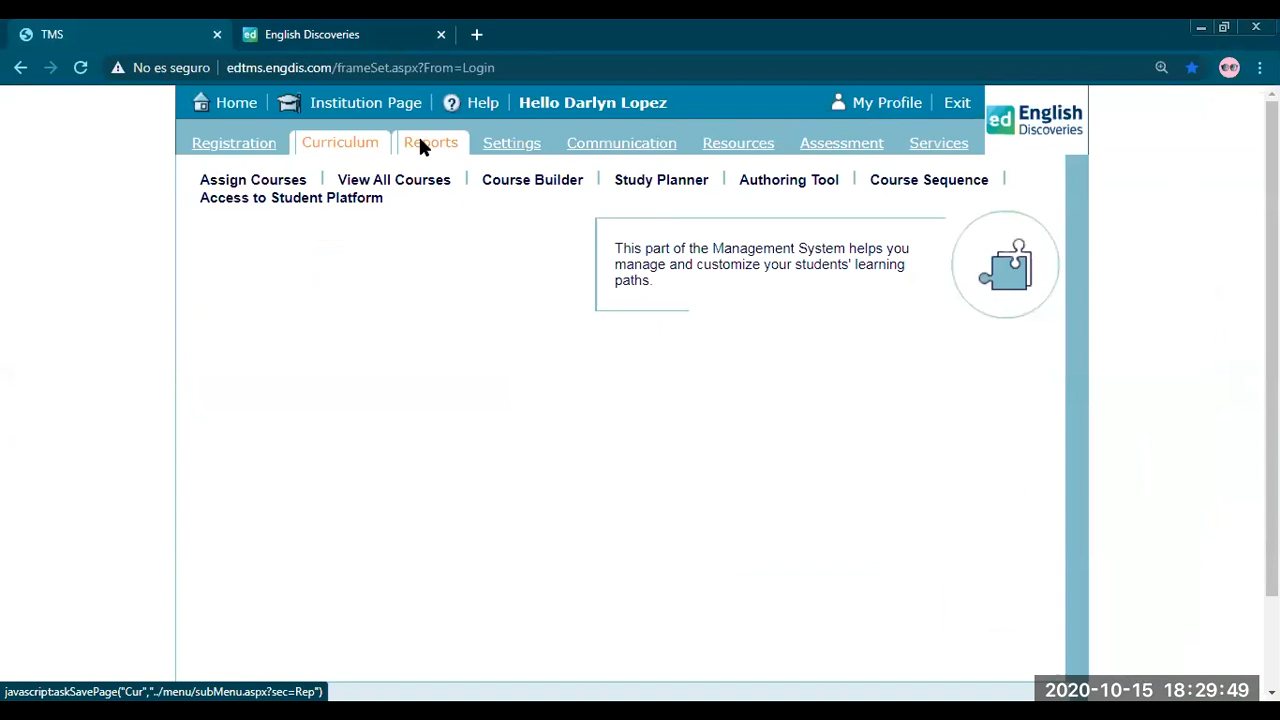 TMS
English Discoveries
No es seguro
edtms.engdis.com/frameSet.aspx?From=Login
Home
Institution Page
Help
Hello Darlyn Lopez
My Profile
Exit
ed English Discoveries
Registration
Curriculum
Reports
Settings
Communication
Resources
Assessment
Services
Assign Courses
View All Courses
Course Builder
Study Planner
Authoring Tool
Course Sequence
Access to Student Platform
This part of the Management System helps you
manage and customize your students' learning
paths.
javascript:askSavePage("Cur","../menu/subMenu.aspx?sec=Rep")
2020-10-15 18:29:49